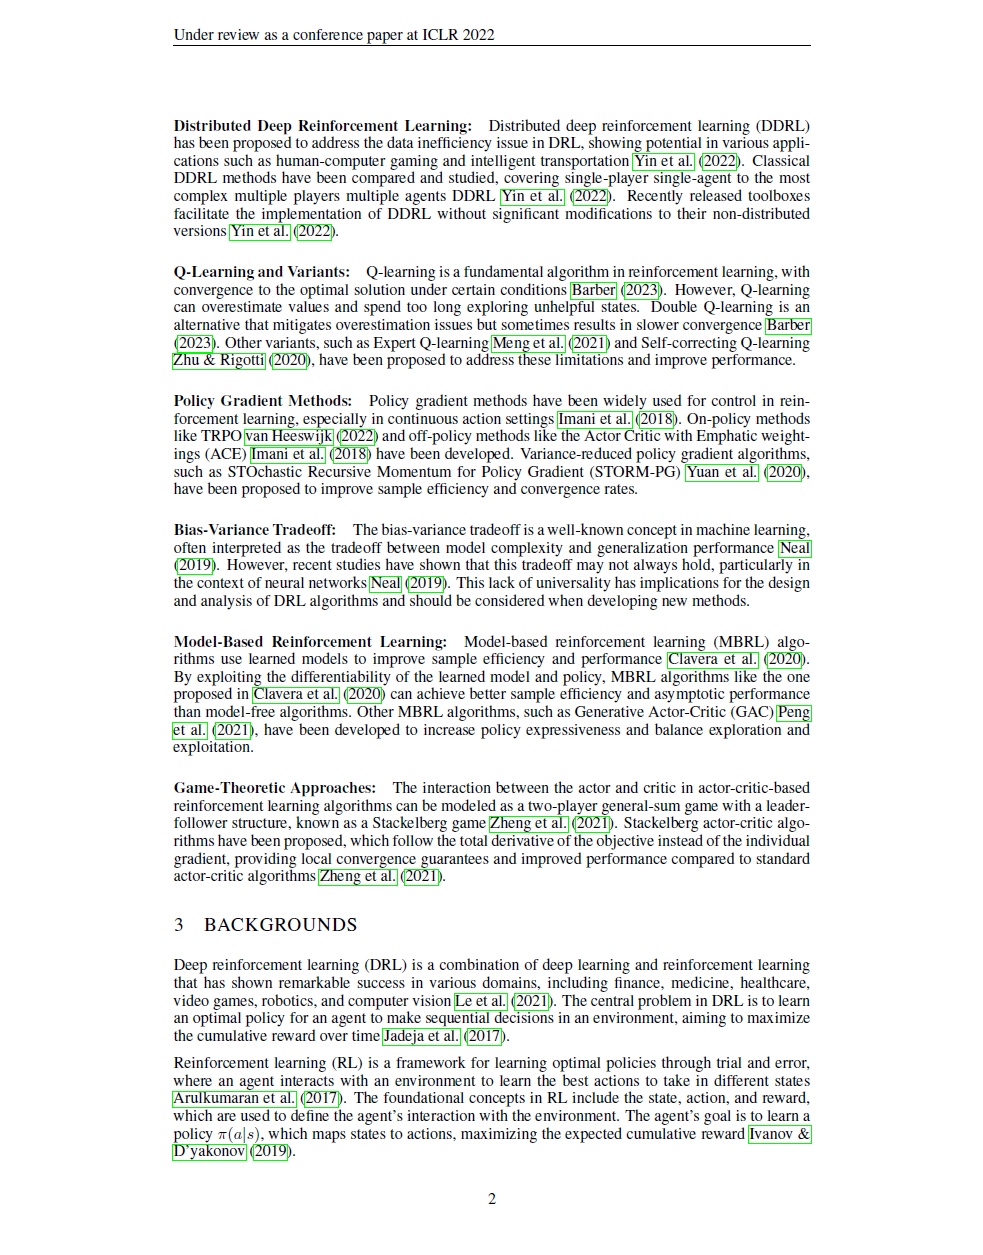 Under review as a conference paper at ICLR 2022
Distributed Deep Reinforcement Learning: Distributed deep reinforcement learning (DDRL)
has been proposed to address the data inefficiency issue in DRL, showing potential in various appli-
cations such as human-computer gaming and intelligent transportation Yin et al. (2022). Classical
DDRL methods have been compared and studied, covering single-player single-agent to the most
complex multiple players multiple agents DDRL Yin et al. (2022). Recently released toolboxes
facilitate the implementation of DDRL without significant modifications to their non-distributed
versions Yin et al. (2022).
Q-Learning and Variants: Q-learning is a fundamental algorithm in reinforcement learning, with
convergence to the optimal solution under certain conditions Barber (2023). However, Q-learning
can overestimate values and spend too long exploring unhelpful states. Double Q-learning is an
alternative that mitigates overestimation issues but sometimes results in slower convergence Barber
(2023). Other variants, such as Expert Q-learning Meng et al. (2021) and Self-correcting Q-learning
Zhu & Rigotti (2020), have been proposed to address these limitations and improve performance.
Policy Gradient Methods: Policy gradient methods have been widely used for control in rein-
forcement learning, especially in continuous action settings Imani et al. (2018). On-policy methods
like TRPO van Heeswijk (2022) and off-policy methods like the Actor Critic with Emphatic weight-
ings (ACE) Imani et al. (2018) have been developed. Variance-reduced policy gradient algorithms,
such as STOchastic Recursive Momentum for Policy Gradient (STORM-PG) Yuan et al. (2020),
have been proposed to improve sample efficiency and convergence rates.
Bias-Variance Tradeoff: The bias-variance tradeoff is a well-known concept in machine learning,
often interpreted as the tradeoff between model complexity and generalization performance Neal
(2019). However, recent studies have shown that this tradeoff may not always hold, particularly in
the context of neural networks Neal (2019). This lack of universality has implications for the design
and analysis of DRL algorithms and should be considered when developing new methods.
Model-Based Reinforcement Learning: Model-based reinforcement learning (MBRL) algo-
rithms use learned models to improve sample efficiency and performance Clavera et al. (2020).
By exploiting the differentiability of the learned model and policy, MBRL algorithms like the one
proposed in Clavera et al. (2020) can achieve better sample efficiency and asymptotic performance
than model-free algorithms. Other MBRL algorithms, such as Generative Actor-Critic (GAC) Peng
et al. (2021), have been developed to increase policy expressiveness and balance exploration and
exploitation.
Game-Theoretic Approaches: The interaction between the actor and critic in actor-critic-based
reinforcement learning algorithms can be modeled as a two-player general-sum game with a leader-
follower structure, known as a Stackelberg game Zheng et al. (2021). Stackelberg actor-critic algo-
rithms have been proposed, which follow the total derivative of the objective instead of the individual
gradient, providing local convergence guarantees and improved performance compared to standard
actor-critic algorithms Zheng et al. (2021).
3 BACKGROUNDS
Deep reinforcement learning (DRL) is a combination of deep learning and reinforcement learning
that has shown remarkable success in various domains, including finance, medicine, healthcare,
video games, robotics, and computer vision Le et al. (2021). The central problem in DRL is to learn
an optimal policy for an agent to make sequential decisions in an environment, aiming to maximize
the cumulative reward over time Jadeja et al. (2017).
Reinforcement learning (RL) is a framework for learning optimal policies through trial and error,
where an agent interacts with an environment to learn the best actions to take in different states
Arulkumaran et al. (2017). The foundational concepts in RL include the state, action, and reward,
which are used to define the agent's interaction with the environment. The agent's goal is to learn a
policy π(a|s), which maps states to actions, maximizing the expected cumulative reward Ivanov &
D'yakonov (2019).
2